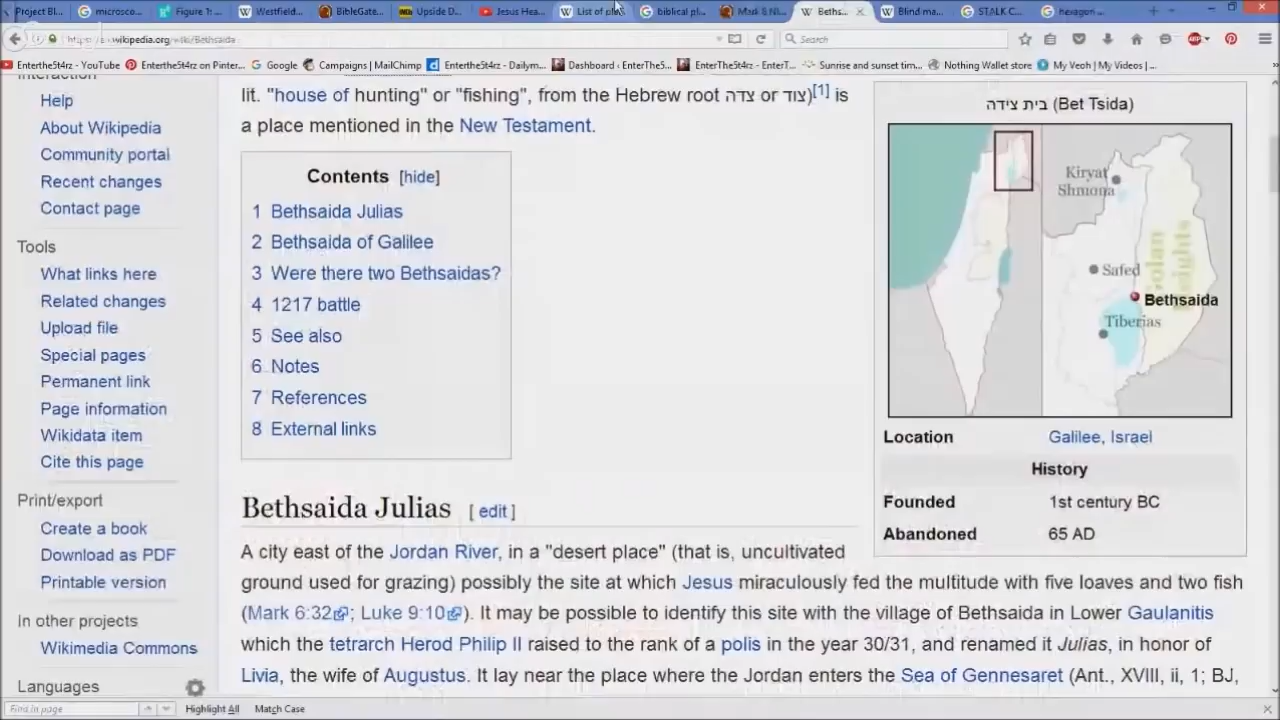 Project Bl... microsco... Figure 1: ... Westfield... BibleGate... Upside D... Jesus Hea... List of pl biblical pl... Mark 8 NI... Beths... Blind ma... STALK C... hexagon ...
https:// .wikipedia.org/wiki/Bethsaida Search
Enterthe5t4rz - YouTube Enterthe5t4rz on Pinter... Google Campaigns | MailChimp Enterthe5t4rz - Dailym... Dashboard ‹ EnterThe5... EnterThe5t4rz - EnterT... Sunrise and sunset tim... Nothing Wallet store My Veoh | My Videos | ...
Interaction
Help
About Wikipedia
Community portal
Recent changes
Contact page
Tools
What links here
Related changes
Upload file
Special pages
Permanent link
Page information
Wikidata item
Cite this page
Print/export
Create a book
Download as PDF
Printable version
In other projects
Wikimedia Commons
Languages
lit. "house of hunting" or "fishing", from the Hebrew root צדה or צוד)[1] is
a place mentioned in the New Testament.
Contents [hide]
1 Bethsaida Julias
2 Bethsaida of Galilee
3 Were there two Bethsaidas?
4 1217 battle
5 See also
6 Notes
7 References
8 External links
בית צידה (Bet Tsida)
Kiryat
Shmona
Golan
Heights
Safed
Bethsaida
Tiberias
Location Galilee, Israel
History
Founded 1st century BC
Abandoned 65 AD
Bethsaida Julias [ edit ]
A city east of the Jordan River, in a "desert place" (that is, uncultivated
ground used for grazing) possibly the site at which Jesus miraculously fed the multitude with five loaves and two fish
(Mark 6:32; Luke 9:10). It may be possible to identify this site with the village of Bethsaida in Lower Gaulanitis
which the tetrarch Herod Philip II raised to the rank of a polis in the year 30/31, and renamed it Julias, in honor of
Livia, the wife of Augustus. It lay near the place where the Jordan enters the Sea of Gennesaret (Ant., XVIII, ii, 1; BJ,
Find in page Highlight All Match Case